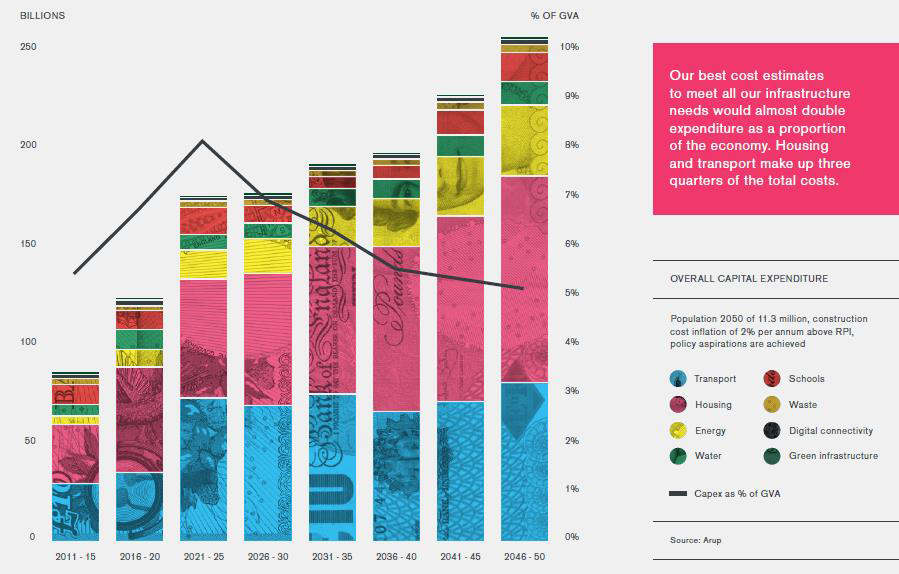 BILLIONS
% OF GVA
250
200
150
100
50
0
10%
9%
8%
7%
6%
5%
4%
3%
2%
1%
0%
2011 - 15
2016 - 20
2021 - 25
2026 - 30
2031 - 35
2036 - 40
2041 - 45
2046 - 50
Our best cost estimates
to meet all our infrastructure
needs would almost double
expenditure as a proportion
of the economy. Housing
and transport make up three
quarters of the total costs.
OVERALL CAPITAL EXPENDITURE
Population 2050 of 11.3 million, construction
cost inflation of 2% per annum above RPI,
policy aspirations are achieved
Transport
Housing
Energy
Water
Schools
Waste
Digital connectivity
Green infrastructure
Capex as % of GVA
Source: Arup